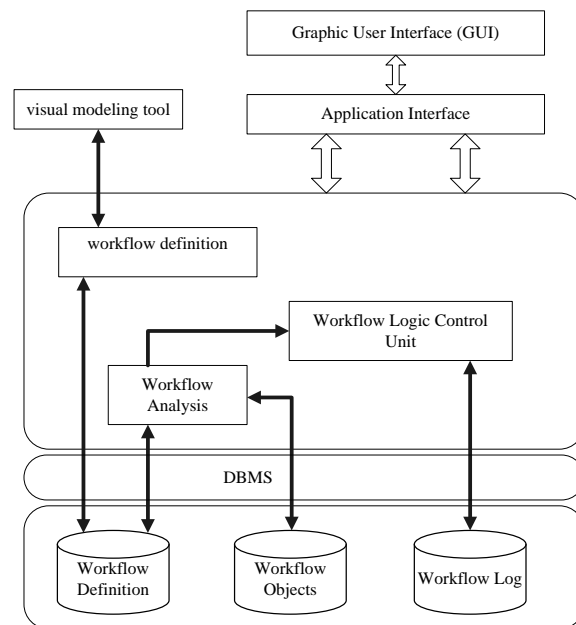 Graphic User Interface (GUI)
visual modeling tool
Application Interface
workflow definition
Workflow Logic Control
Unit
Workflow
Analysis
DBMS
Workflow
Definition
Workflow
Objects
Workflow Log